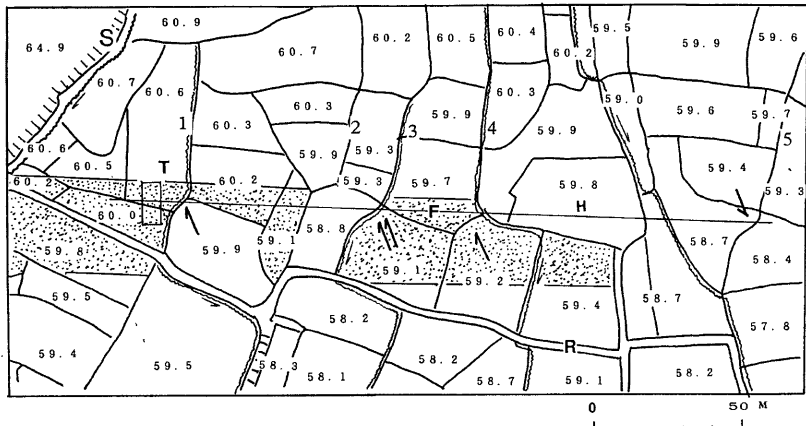 60.9 60.2 60.5 60.4 59.5 59.9 59.6
64.9 S 60.7 60.2
60.7 60.6 60.3 60.3 59.0 59.6 59.7
1 60.3 2 3 59.9 4 59.9 5
60.6 60.5 T 59.9 59.3 59.4
60.2 60.2 59.3 59.7 59.8 59.3
60.0 F H
59.8 59.9 59.1 58.8 58.7 58.4
59.1 59.2
59.5 59.4 58.7
58.2 57.8
59.4 59.5 58.3 58.2 R
58.1 58.7 59.1 58.2
0 50 M